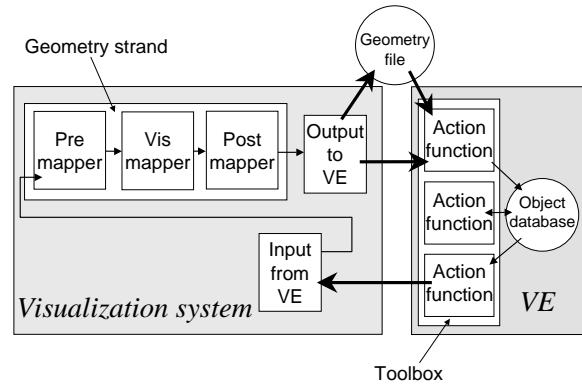 Geometry strand
Geometry
file
Pre
mapper
Vis
mapper
Post
mapper
Output
to
VE
Action
function
Action
function
Object
database
Input
from
VE
Action
function
Visualization system
VE
Toolbox